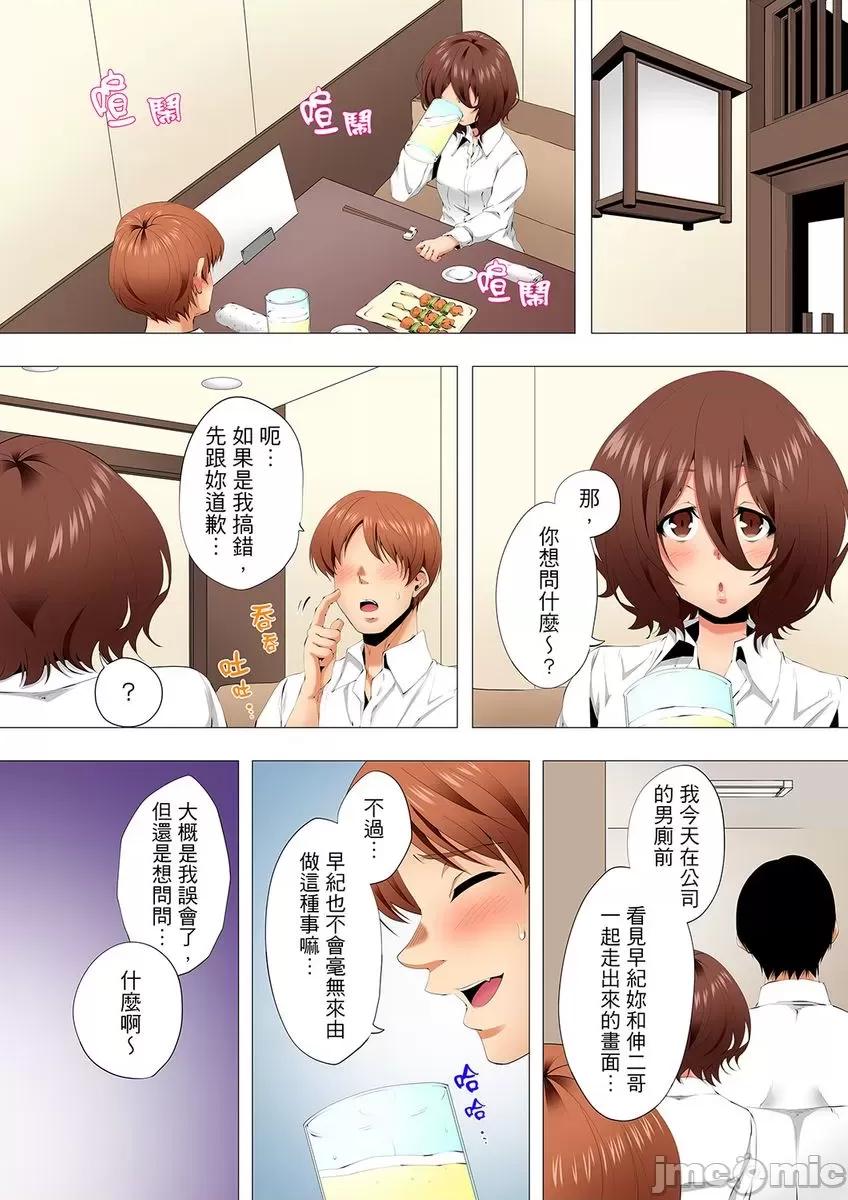 喧鬧
喧鬧
喧鬧
那，
你想問什麼～？
呃…
如果是我搞錯，
先跟妳道歉…
吞
吞
吐
吐…
？
我今天在公司
的男廁前
看見早紀妳和伸二哥
一起走出來的畫面…
不過…
早紀也不會毫無來由
做這種事嘛…
哈
哈…
大概是我誤會了，
但還是想問問…
什麼啊～
jmcomic